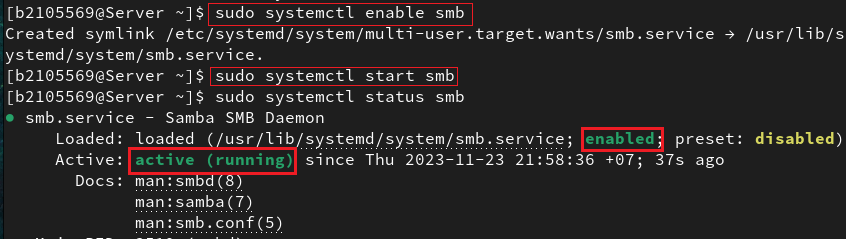 [b2105569@Server ~]$ sudo systemctl enable smb
Created symlink /etc/systemd/system/multi-user.target.wants/smb.service → /usr/lib/s
ystemd/system/smb.service.
[b2105569@Server ~]$ sudo systemctl start smb
[b2105569@Server ~]$ sudo systemctl status smb
● smb.service - Samba SMB Daemon
Loaded: loaded (/usr/lib/systemd/system/smb.service; enabled; preset: disabled)
Active: active (running) since Thu 2023-11-23 21:58:36 +07; 37s ago
Docs: man:smbd(8)
man:samba(7)
man:smb.conf(5)